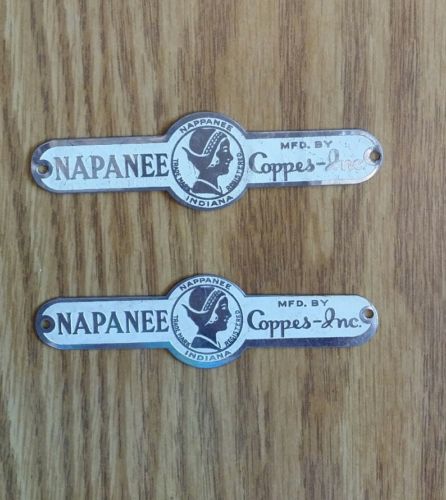 NAPPANEE
NAPANEE
TRADE MARK
REGISTERED
INDIANA
MFD. BY
Coppes-Inc.
NAPPANEE
NAPANEE
TRADE MARK
REGISTERED
INDIANA
MFD. BY
Coppes-Inc.